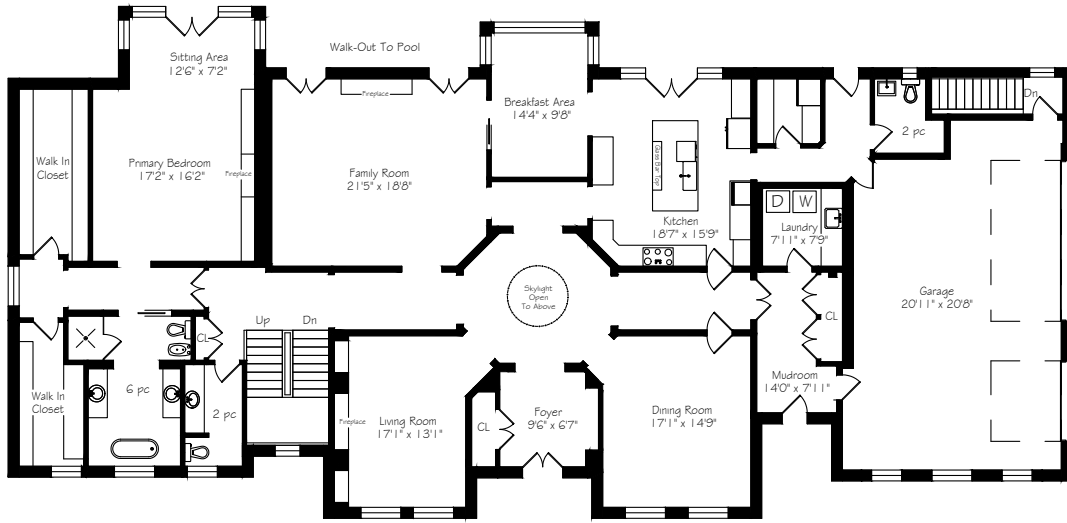 Sitting Area
12'6" x 7'2"
Walk-Out To Pool
Fireplace
Breakfast Area
14'4" x 9'8"
Dn
2 pc
Walk In
Closet
Primary Bedroom
17'2" x 16'2"
Fireplace
Family Room
21'5" x 18'8"
Glass Bar Top
Kitchen
18'7" x 15'9"
D
W
Laundry
7'11" x 7'9"
Skylight
Open
To Above
Garage
20'11" x 20'8"
CL
Up
Dn
CL
Walk In
Closet
6 pc
2 pc
Fireplace
Living Room
17'1" x 13'1"
CL
Foyer
9'6" x 6'7"
Dining Room
17'1" x 14'9"
Mudroom
14'0" x 7'11"